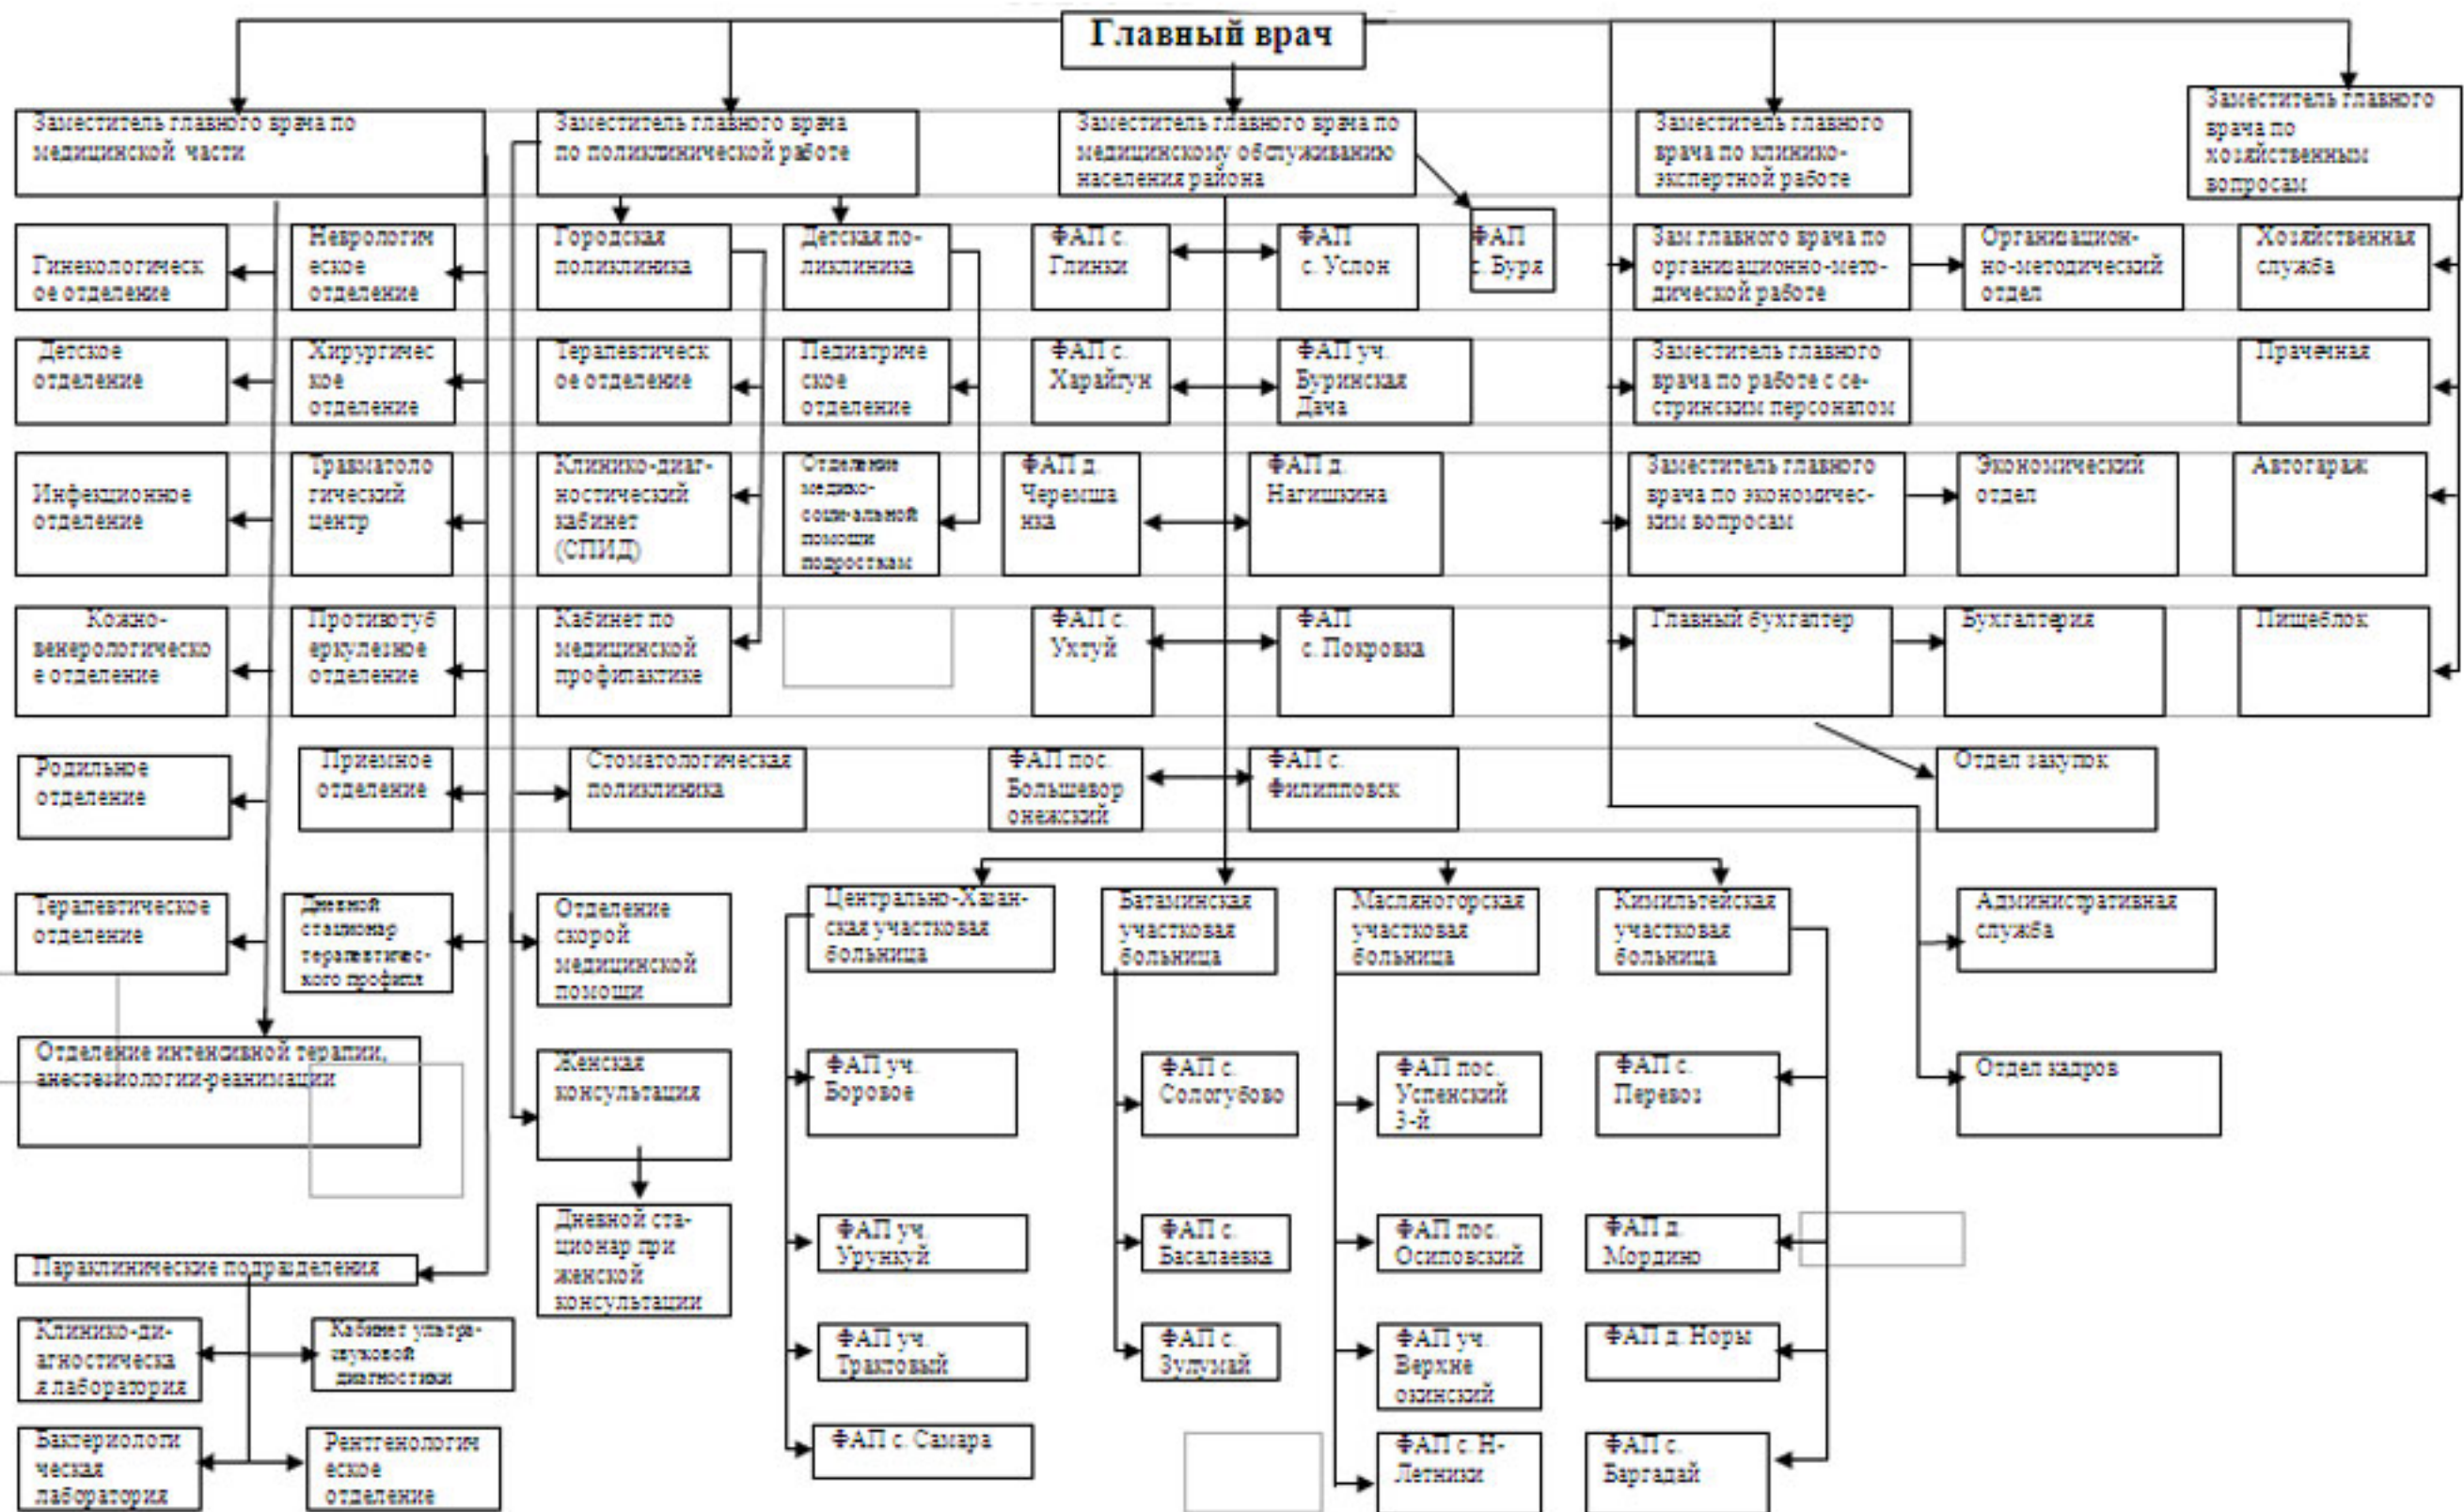 Главный врач
Заместитель главного врача по
медицинской части
Заместитель главного врача
по поликлинической работе
Заместитель главного врача по
медицинскому обслуживанию
населения района
Заместитель главного
врача по клинико-
экспертной работе
Заместитель главного
врача по
хозяйственным
вопросам
Гинекологическ
ое отделение
Неврологич
еское
отделение
Городская
поликлиника
Детская по-
ликлиника
ФАП с.
Глинки
ФАП
с. Услон
ФАП
с. Буря
Зам главного врача по
организационно-мето-
дической работе
Организацион-
но-методический
отдел
Хозяйственная
служба
Детское
отделение
Хирургичес
кое
отделение
Терапевтическ
ое отделение
Педиатриче
ское
отделение
ФАП с.
Харайгун
ФАП уч.
Буринская
Дача
Заместитель главного
врача по работе с се-
стринским персоналом
Прачечная
Инфекционное
отделение
Травматоло
гический
центр
Клинико-диаг-
ностический
кабинет
(СПИД)
Отделение
медико-
соци-альной
помощи
подросткам
ФАП д.
Черемша
нка
ФАП д.
Нагишкина
Заместитель главного
врача по экономичес-
ким вопросам
Экономический
отдел
Автогараж
Кожно-
венерологическо
е отделение
Противотуб
еркулезное
отделение
Кабинет по
медицинской
профилактике
ФАП с.
Ухтуй
ФАП
с. Покровка
Главный бухгалтер
Бухгалтерия
Пищеблок
Родильное
отделение
Приемное
отделение
Стоматологическая
поликлиника
ФАП пос.
Большевор
онежский
ФАП с.
Филипповск
Отдел закупок
Терапевтическое
отделение
Дневной
стационар
терапевтичес-
кого профиля
Отделение
скорой
медицинской
помощи
Центрально-Хазан-
ская участковая
больница
Батаминская
участковая
больница
Масляногорская
участковая
больница
Кимильтейская
участковая
больница
Административная
служба
Отделение интенсивной терапии,
анестезиологии-реанимации
Женская
консультация
ФАП уч.
Боровое
ФАП с.
Сологубово
ФАП пос.
Успенский
3-й
ФАП с.
Перевоз
Отдел кадров
Дневной ста-
ционар при
женской
консультации
ФАП уч.
Урункуй
ФАП с.
Басалаевка
ФАП пос.
Осиповский
ФАП д.
Мордино
Параклинические подразделения
Клинико-ди-
агностическа
я лаборатория
Кабинет ультра-
звуковой
диагностики
ФАП уч.
Трактовый
ФАП с.
Зулумай
ФАП уч.
Верхне
окинский
ФАП д. Норы
Бактериологи
ческая
лаборатория
Рентгенологич
еское
отделение
ФАП с. Самара
ФАП с. Н-
Летники
ФАП с.
Баргадай